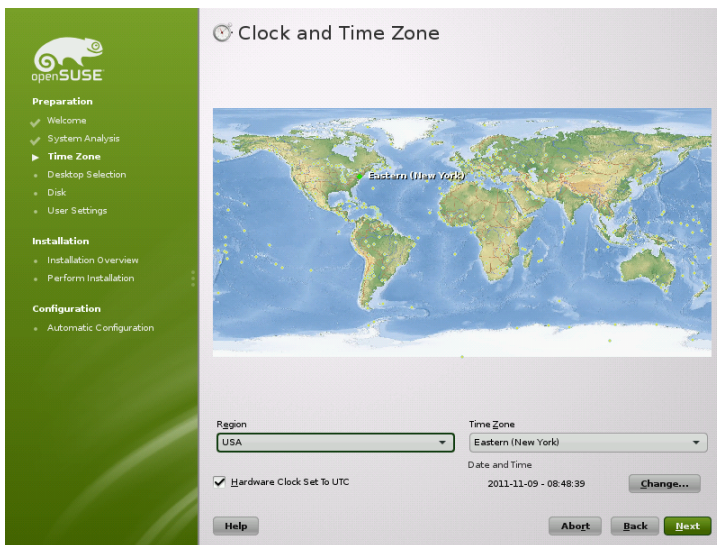 openSUSE
Preparation
Welcome
System Analysis
Time Zone
Desktop Selection
Disk
User Settings
Installation
Installation Overview
Perform Installation
Configuration
Automatic Configuration
Clock and Time Zone
Eastern (New York)
Region
USA
Time Zone
Eastern (New York)
Hardware Clock Set To UTC
Date and Time
2011-11-09 - 08:48:39
Change...
Help
Abort
Back
Next